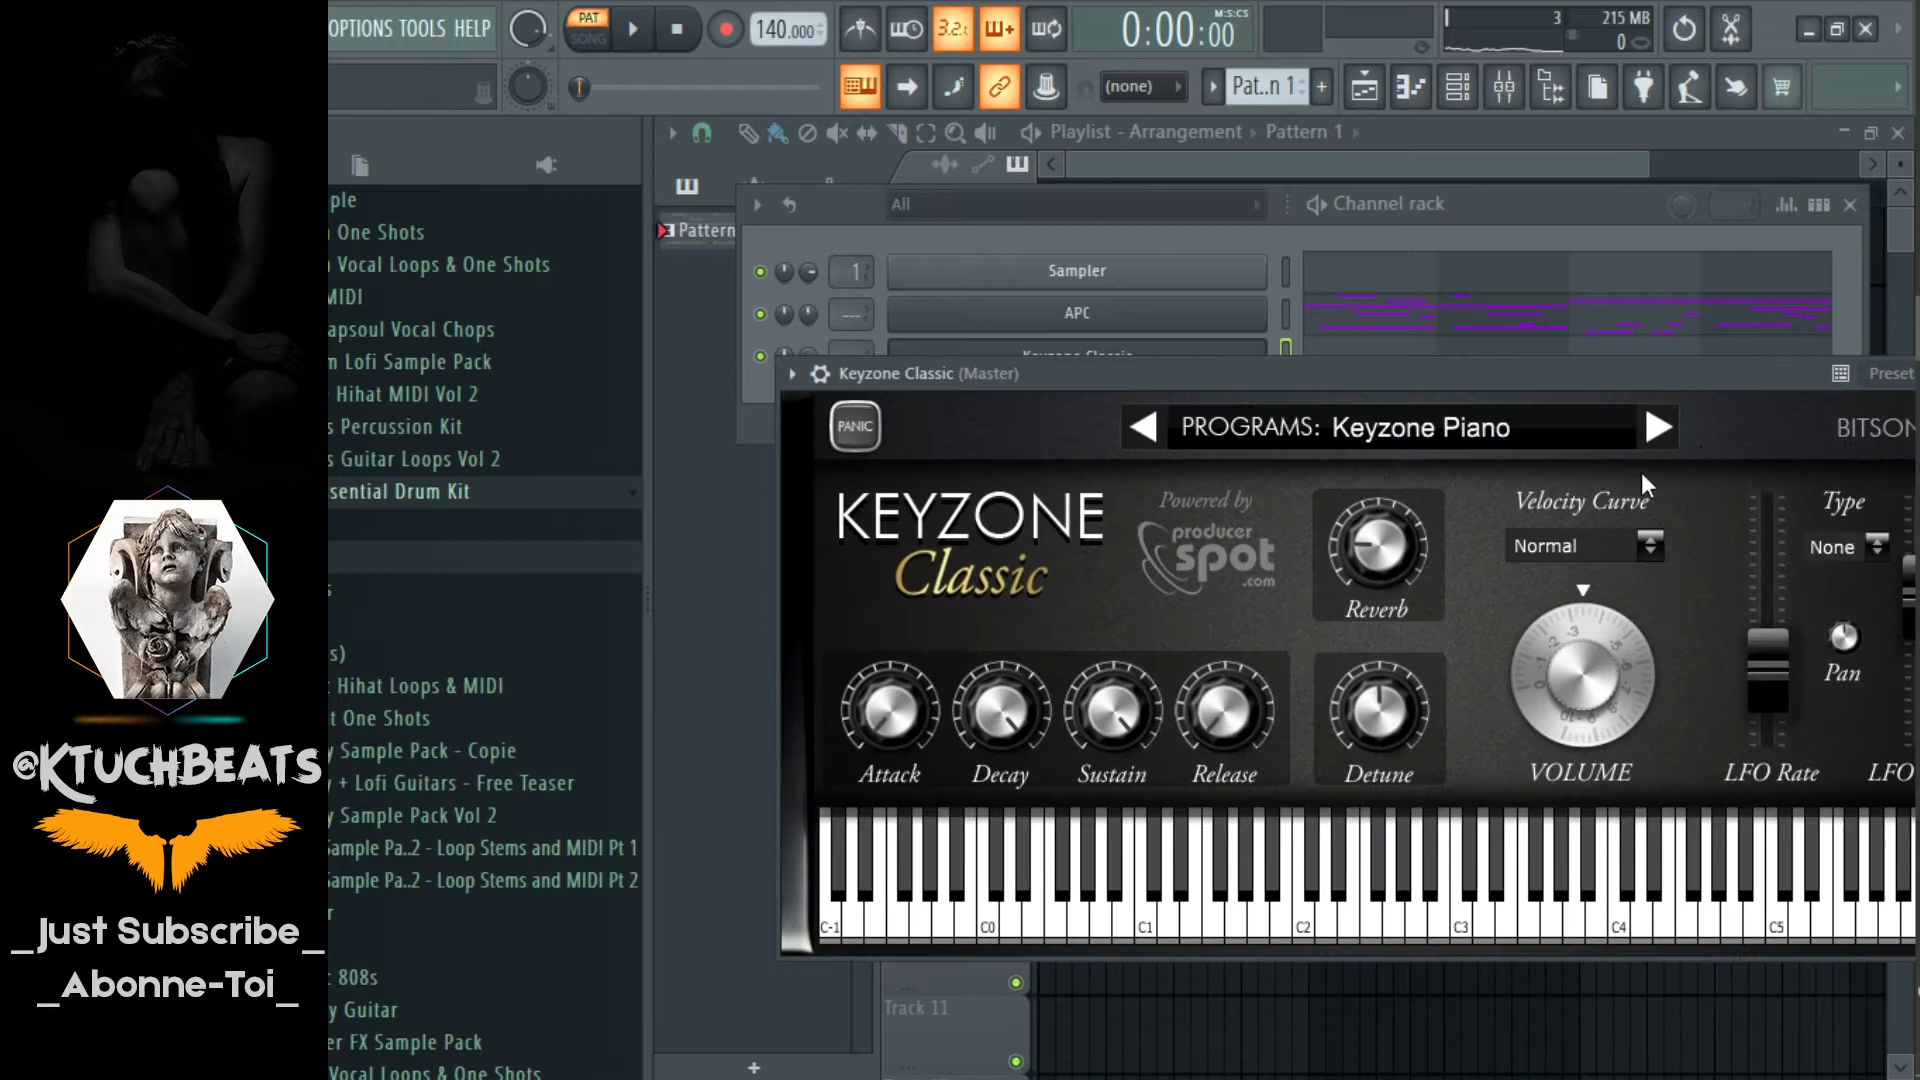 OPTIONS TOOLS HELP
PAT
SONG
140.000
3.2.
0:00:00
M:S:CS
3
215 MB
0
(none)
Pat..n 1
+
Playlist - Arrangement
Pattern 1
ple
One Shots
Vocal Loops & One Shots
MIDI
apsoul Vocal Chops
m Lofi Sample Pack
Hihat MIDI Vol 2
s Percussion Kit
s Guitar Loops Vol 2
sential Drum Kit
s
s)
Hihat Loops & MIDI
t One Shots
y Sample Pack - Copie
y + Lofi Guitars - Free Teaser
y Sample Pack Vol 2
Sample Pa..2 - Loop Stems and MIDI Pt 1
Sample Pa..2 - Loop Stems and MIDI Pt 2
r
808s
y Guitar
er FX Sample Pack
Vocal Loops & One Shots
Pattern
All
Channel rack
1
Sampler
---
APC
Keyzone Classic
Keyzone Classic (Master)
Preset
PANIC
PROGRAMS: Keyzone Piano
BITSON
KEYZONE
Classic
Powered by
producer
spot
.com
Reverb
Velocity Curve
Normal
Type
None
Pan
Attack
Decay
Sustain
Release
Detune
VOLUME
LFO Rate
LFO
C-1
C0
C1
C2
C3
C4
C5
Track 11
+
@KTUCHBEATS
_Just Subscribe_
_Abonne-Toi_